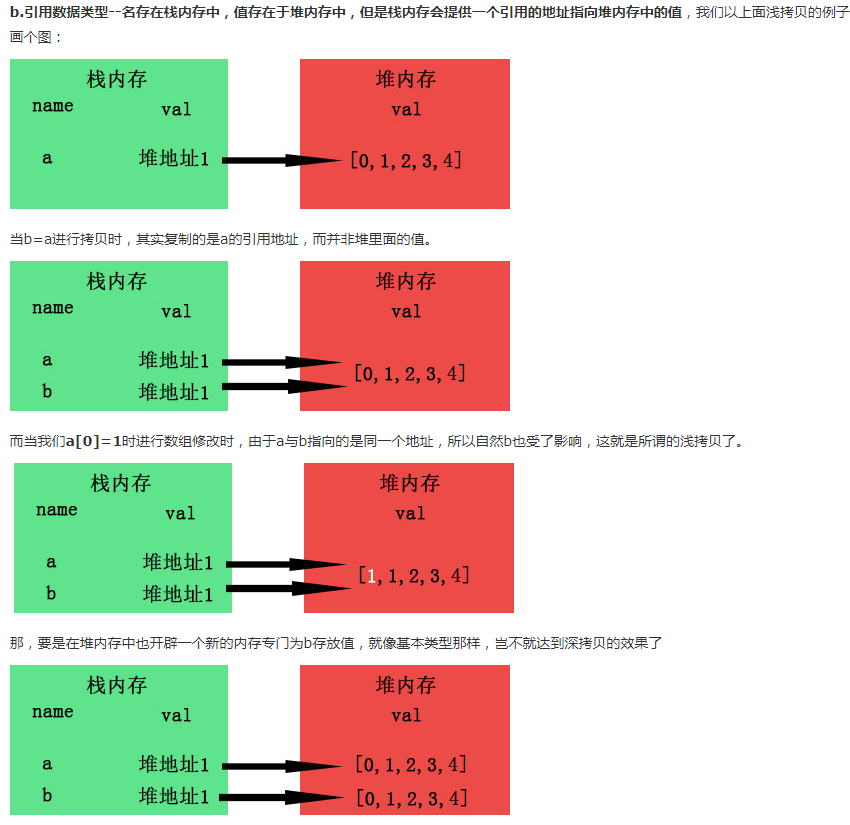 b.引用数据类型--名存在栈内存中，值存在于堆内存中，但是栈内存会提供一个引用的地址指向堆内存中的值，我们以上面浅拷贝的例子
画个图：
栈内存 堆内存
name val val
a 堆地址1 [0,1,2,3,4]
当b=a进行拷贝时，其实复制的是a的引用地址，而并非堆里面的值。
栈内存 堆内存
name val val
a 堆地址1
[0,1,2,3,4]
b 堆地址1
而当我们a[0]=1时进行数组修改时，由于a与b指向的是同一个地址，所以自然b也受了影响，这就是所谓的浅拷贝了。
栈内存 堆内存
name val val
a 堆地址1
[1,1,2,3,4]
b 堆地址1
那，要是在堆内存中也开辟一个新的内存专门为b存放值，就像基本类型那样，岂不就达到深拷贝的效果了
栈内存 堆内存
name val val
a 堆地址1 [0,1,2,3,4]
b 堆地址1 [0,1,2,3,4]